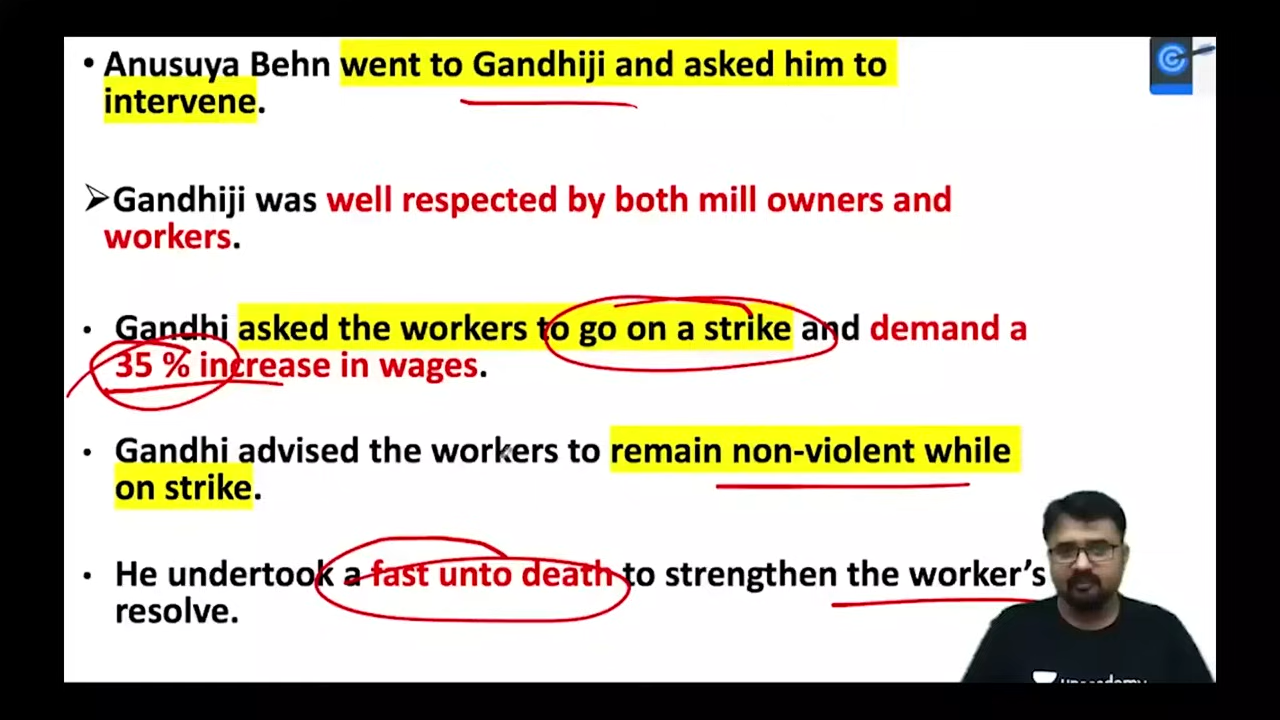 • Anusuya Behn went to Gandhiji and asked him to
intervene.
➢Gandhiji was well respected by both mill owners and
workers.
• Gandhi asked the workers to go on a strike and demand a
35 % increase in wages.
• Gandhi advised the workers to remain non-violent while
on strike.
• He undertook a fast unto death to strengthen the worker’s
resolve.